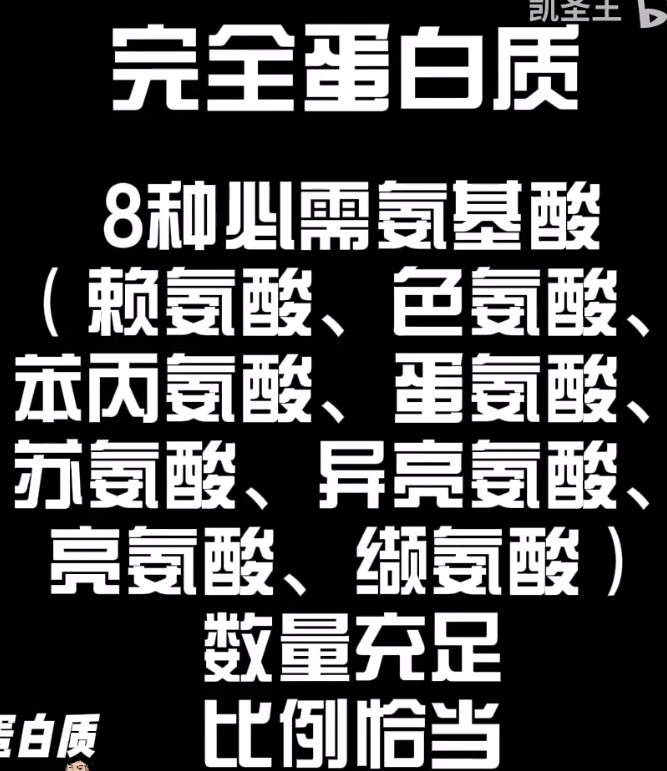 凯圣王
完全蛋白质
8种必需氨基酸
（赖氨酸、色氨酸、
苯丙氨酸、蛋氨酸、
苏氨酸、异亮氨酸、
亮氨酸、缬氨酸）
数量充足
比例恰当
蛋白质